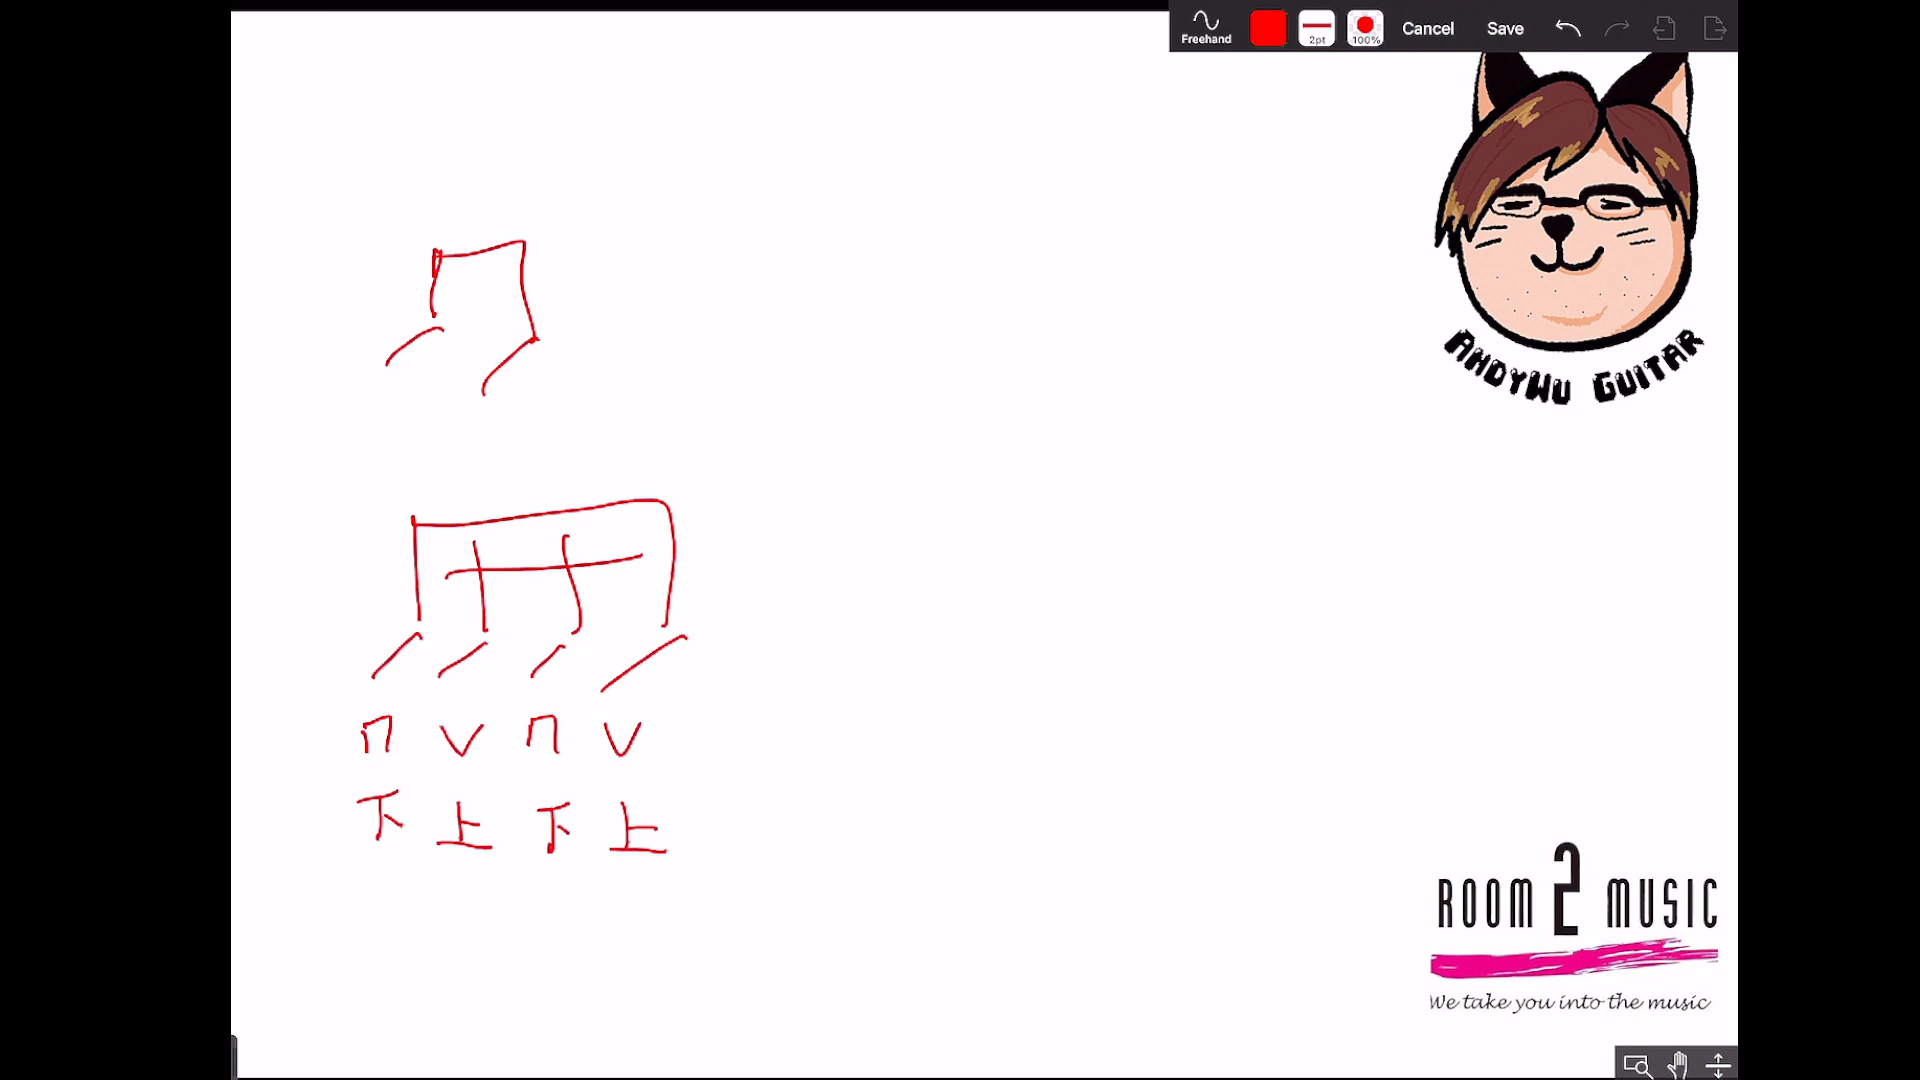 Freehand
2pt
100%
Cancel
Save
AndyWu Guitar
V V
下 上 下 上
ROOM 2 MUSIC
We take you into the music